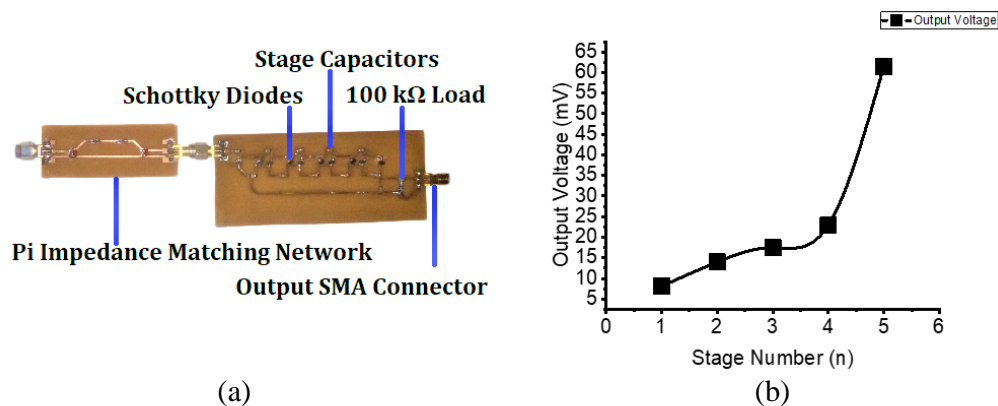 Stage Capacitors
Schottky Diodes
100 kΩ Load
Pi Impedance Matching Network
Output SMA Connector
(a)
Output Voltage
Output Voltage (mV)
65
60
55
50
45
40
35
30
25
20
15
10
5
0 1 2 3 4 5 6
Stage Number (n)
(b)